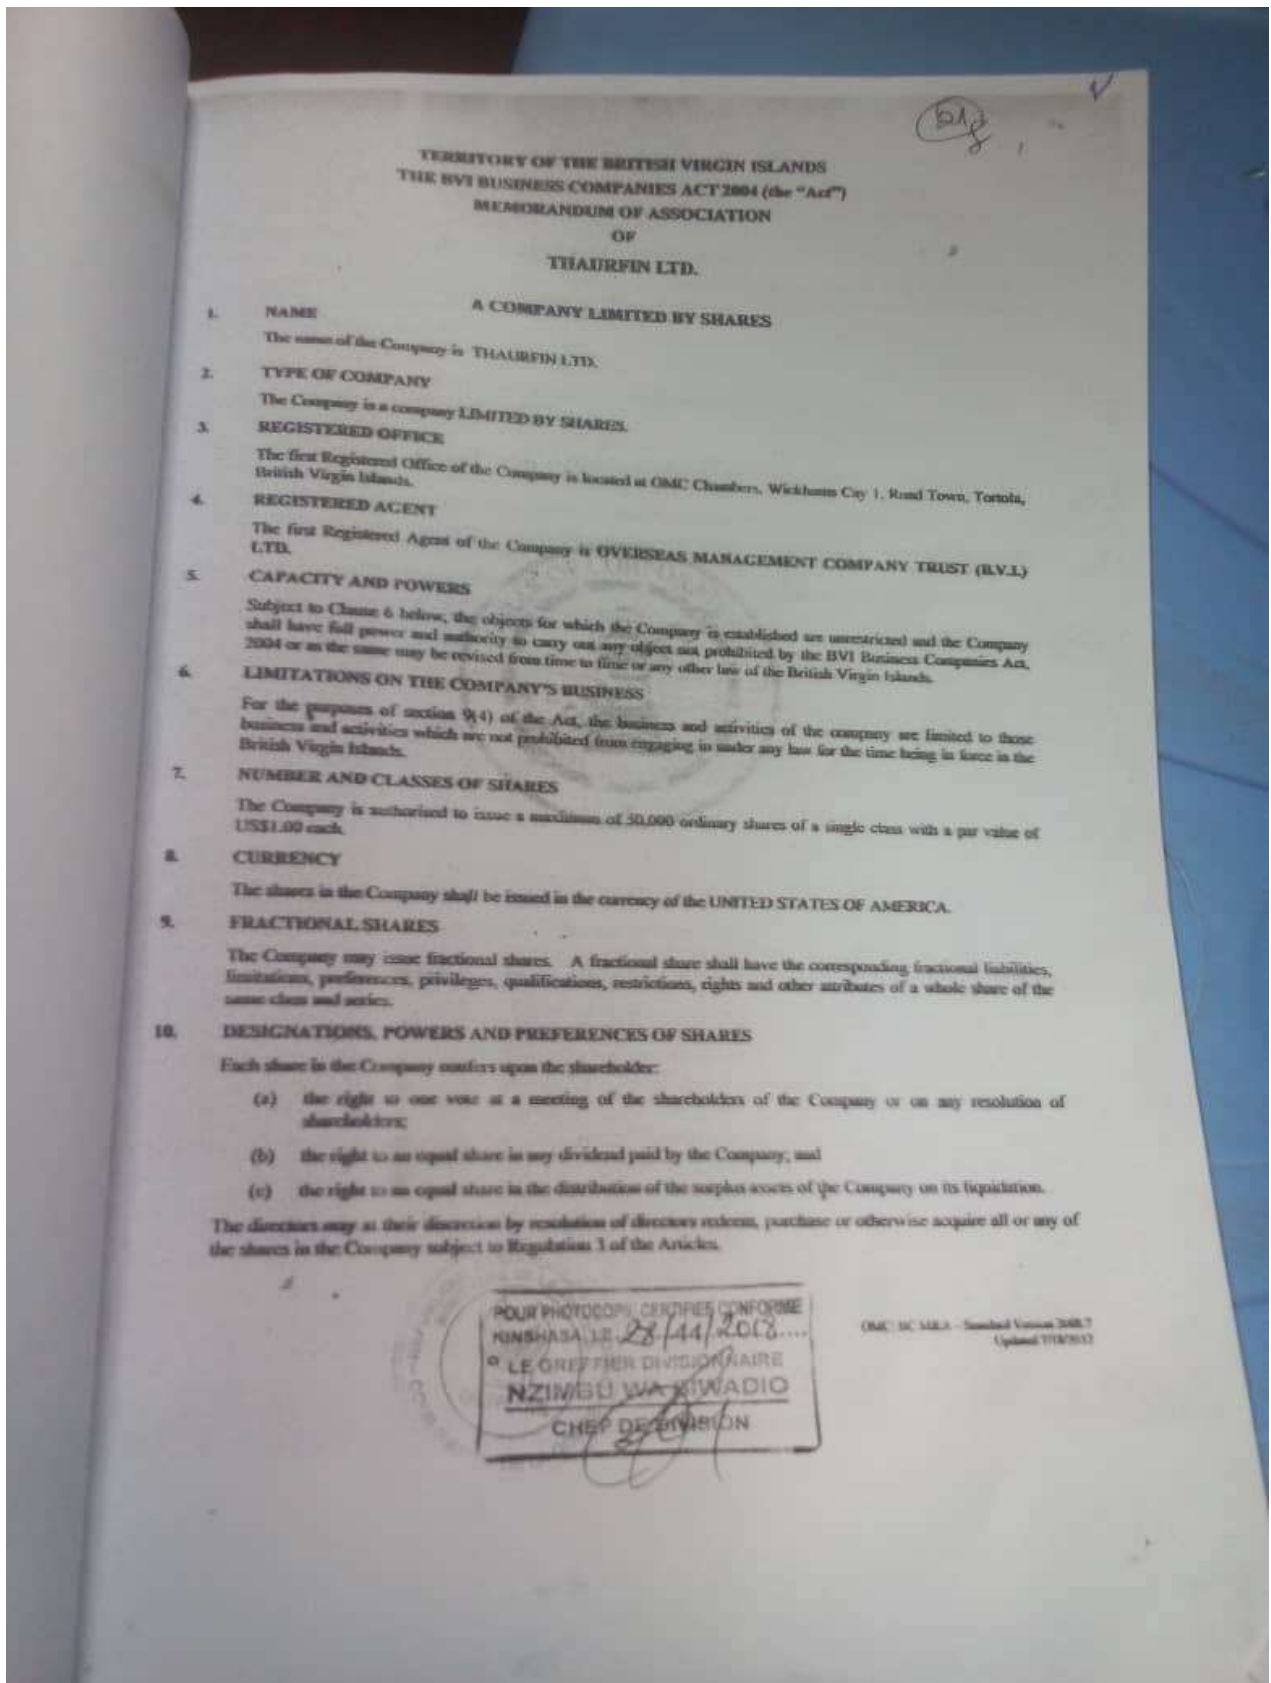 TERRITORY OF THE BRITISH VIRGIN ISLANDS
THE BVI BUSINESS COMPANIES ACT 2004 (the "Act")
MEMORANDUM OF ASSOCIATION
OF
THAURFIN LTD.
A COMPANY LIMITED BY SHARES
1. NAME
The name of the Company is THAURFIN LTD.
2. TYPE OF COMPANY
The Company is a company LIMITED BY SHARES.
3. REGISTERED OFFICE
The first Registered Office of the Company is located at OMC Chambers, Wickhams Cay 1, Road Town, Tortola,
British Virgin Islands.
4. REGISTERED AGENT
The first Registered Agent of the Company is OVERSEAS MANAGEMENT COMPANY TRUST (B.V.I.)
LTD.
5. CAPACITY AND POWERS
Subject to Clause 6 below, the objects for which the Company is established are unrestricted and the Company
shall have full power and authority to carry out any object not prohibited by the BVI Business Companies Act,
2004 or as the same may be revised from time to time or any other law of the British Virgin Islands.
6. LIMITATIONS ON THE COMPANY'S BUSINESS
For the purposes of section 9(4) of the Act, the business and activities of the company are limited to those
business and activities which are not prohibited from engaging in under any law for the time being in force in the
British Virgin Islands.
7. NUMBER AND CLASSES OF SHARES
The Company is authorised to issue a maximum of 50,000 ordinary shares of a single class with a par value of
US$1.00 each.
8. CURRENCY
The shares in the Company shall be issued in the currency of the UNITED STATES OF AMERICA.
9. FRACTIONAL SHARES
The Company may issue fractional shares. A fractional share shall have the corresponding fractional liabilities,
limitations, preferences, privileges, qualifications, restrictions, rights and other attributes of a whole share of the
same class and series.
10. DESIGNATIONS, POWERS AND PREFERENCES OF SHARES
Each share in the Company confers upon the shareholder:
(a) the right to one vote at a meeting of the shareholders of the Company or on any resolution of
shareholders;
(b) the right to an equal share in any dividend paid by the Company; and
(c) the right to an equal share in the distribution of the surplus assets of the Company on its liquidation.
The directors may at their discretion by resolution of directors redeem, purchase or otherwise acquire all or any of
the shares in the Company subject to Regulation 3 of the Articles.
POUR PHOTOCOPIE CERTIFIEE CONFORME
KINSHASA, LE 28/11/2018....
LE GREFFIER DIVISIONNAIRE
NZIMBU WA KIWADIO
CHEF DE DIVISION
Standard Version
Updated